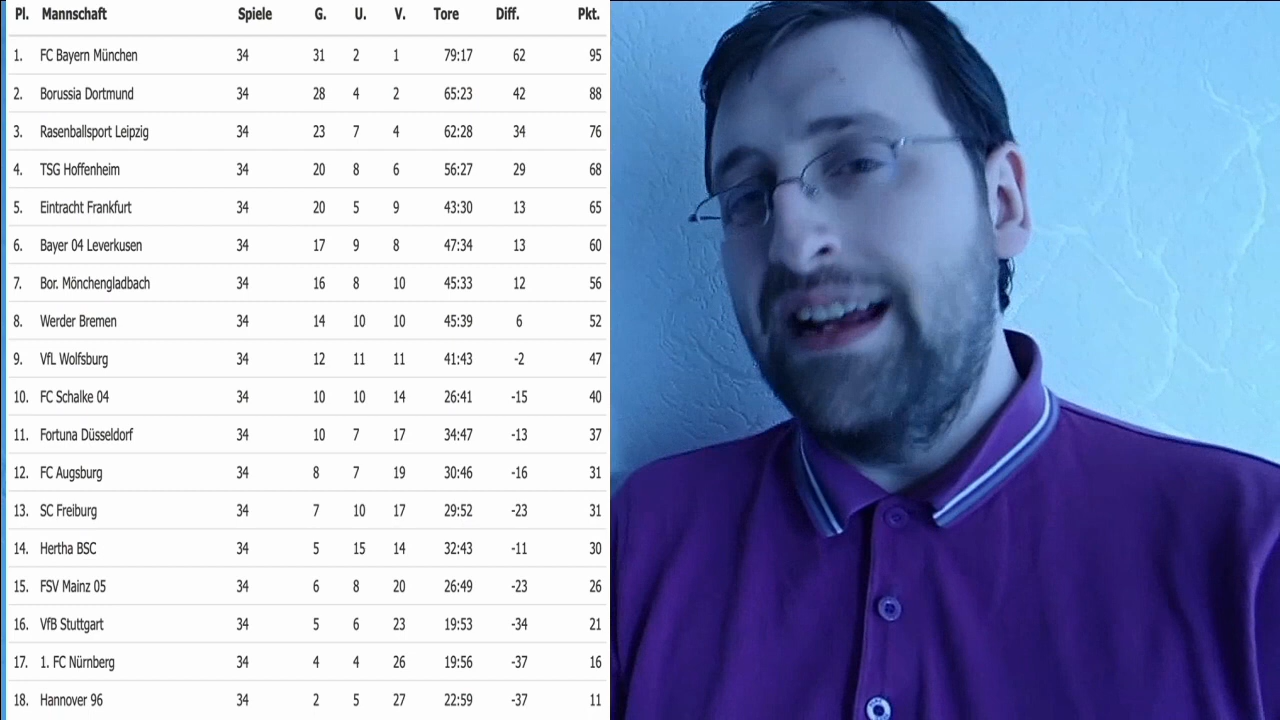 Pl. Mannschaft Spiele G. U. V. Tore Diff. Pkt.
1. FC Bayern München 34 31 2 1 79:17 62 95
2. Borussia Dortmund 34 28 4 2 65:23 42 88
3. Rasenballsport Leipzig 34 23 7 4 62:28 34 76
4. TSG Hoffenheim 34 20 8 6 56:27 29 68
5. Eintracht Frankfurt 34 20 5 9 43:30 13 65
6. Bayer 04 Leverkusen 34 17 9 8 47:34 13 60
7. Bor. Mönchengladbach 34 16 8 10 45:33 12 56
8. Werder Bremen 34 14 10 10 45:39 6 52
9. VfL Wolfsburg 34 12 11 11 41:43 -2 47
10. FC Schalke 04 34 10 10 14 26:41 -15 40
11. Fortuna Düsseldorf 34 10 7 17 34:47 -13 37
12. FC Augsburg 34 8 7 19 30:46 -16 31
13. SC Freiburg 34 7 10 17 29:52 -23 31
14. Hertha BSC 34 5 15 14 32:43 -11 30
15. FSV Mainz 05 34 6 8 20 26:49 -23 26
16. VfB Stuttgart 34 5 6 23 19:53 -34 21
17. 1. FC Nürnberg 34 4 4 26 19:56 -37 16
18. Hannover 96 34 2 5 27 22:59 -37 11